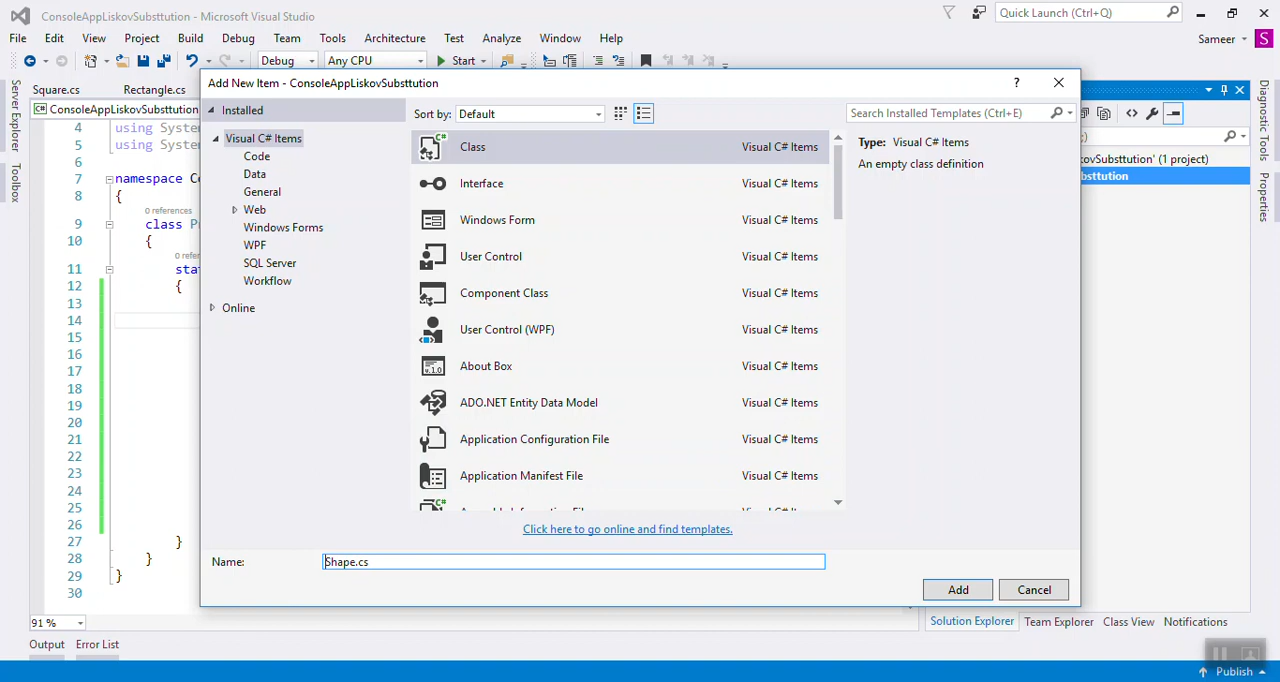 ConsoleAppLiskovSubsttution - Microsoft Visual Studio
Quick Launch (Ctrl+Q)
File Edit View Project Build Debug Team Tools Architecture Test Analyze Window Help
Sameer S
Debug Any CPU Start
Square.cs Rectangle.cs
ConsoleAppLiskovSubsttution
Server Explorer
Toolbox
4 using System
5 using System
6
7 namespace Co
8 {
0 references
9 class Pr
10 {
0 refer
11 stat
12 {
13
14
15
16
17
18
19
20
21
22
23
24
25
26
27 }
28 }
29 }
30
91 %
Output Error List
Add New Item - ConsoleAppLiskovSubsttution
?
Installed
Visual C# Items
Code
Data
General
Web
Windows Forms
WPF
SQL Server
Workflow
Online
Sort by: Default
Search Installed Templates (Ctrl+E)
Class Visual C# Items
Interface Visual C# Items
Windows Form Visual C# Items
User Control Visual C# Items
Component Class Visual C# Items
User Control (WPF) Visual C# Items
About Box Visual C# Items
ADO.NET Entity Data Model Visual C# Items
Application Configuration File Visual C# Items
Application Manifest File Visual C# Items
Type: Visual C# Items
An empty class definition
Click here to go online and find templates.
Name: Shape.cs
Add Cancel
kovSubsttution' (1 project)
bsttution
Diagnostic Tools
Properties
Solution Explorer Team Explorer Class View Notifications
Publish